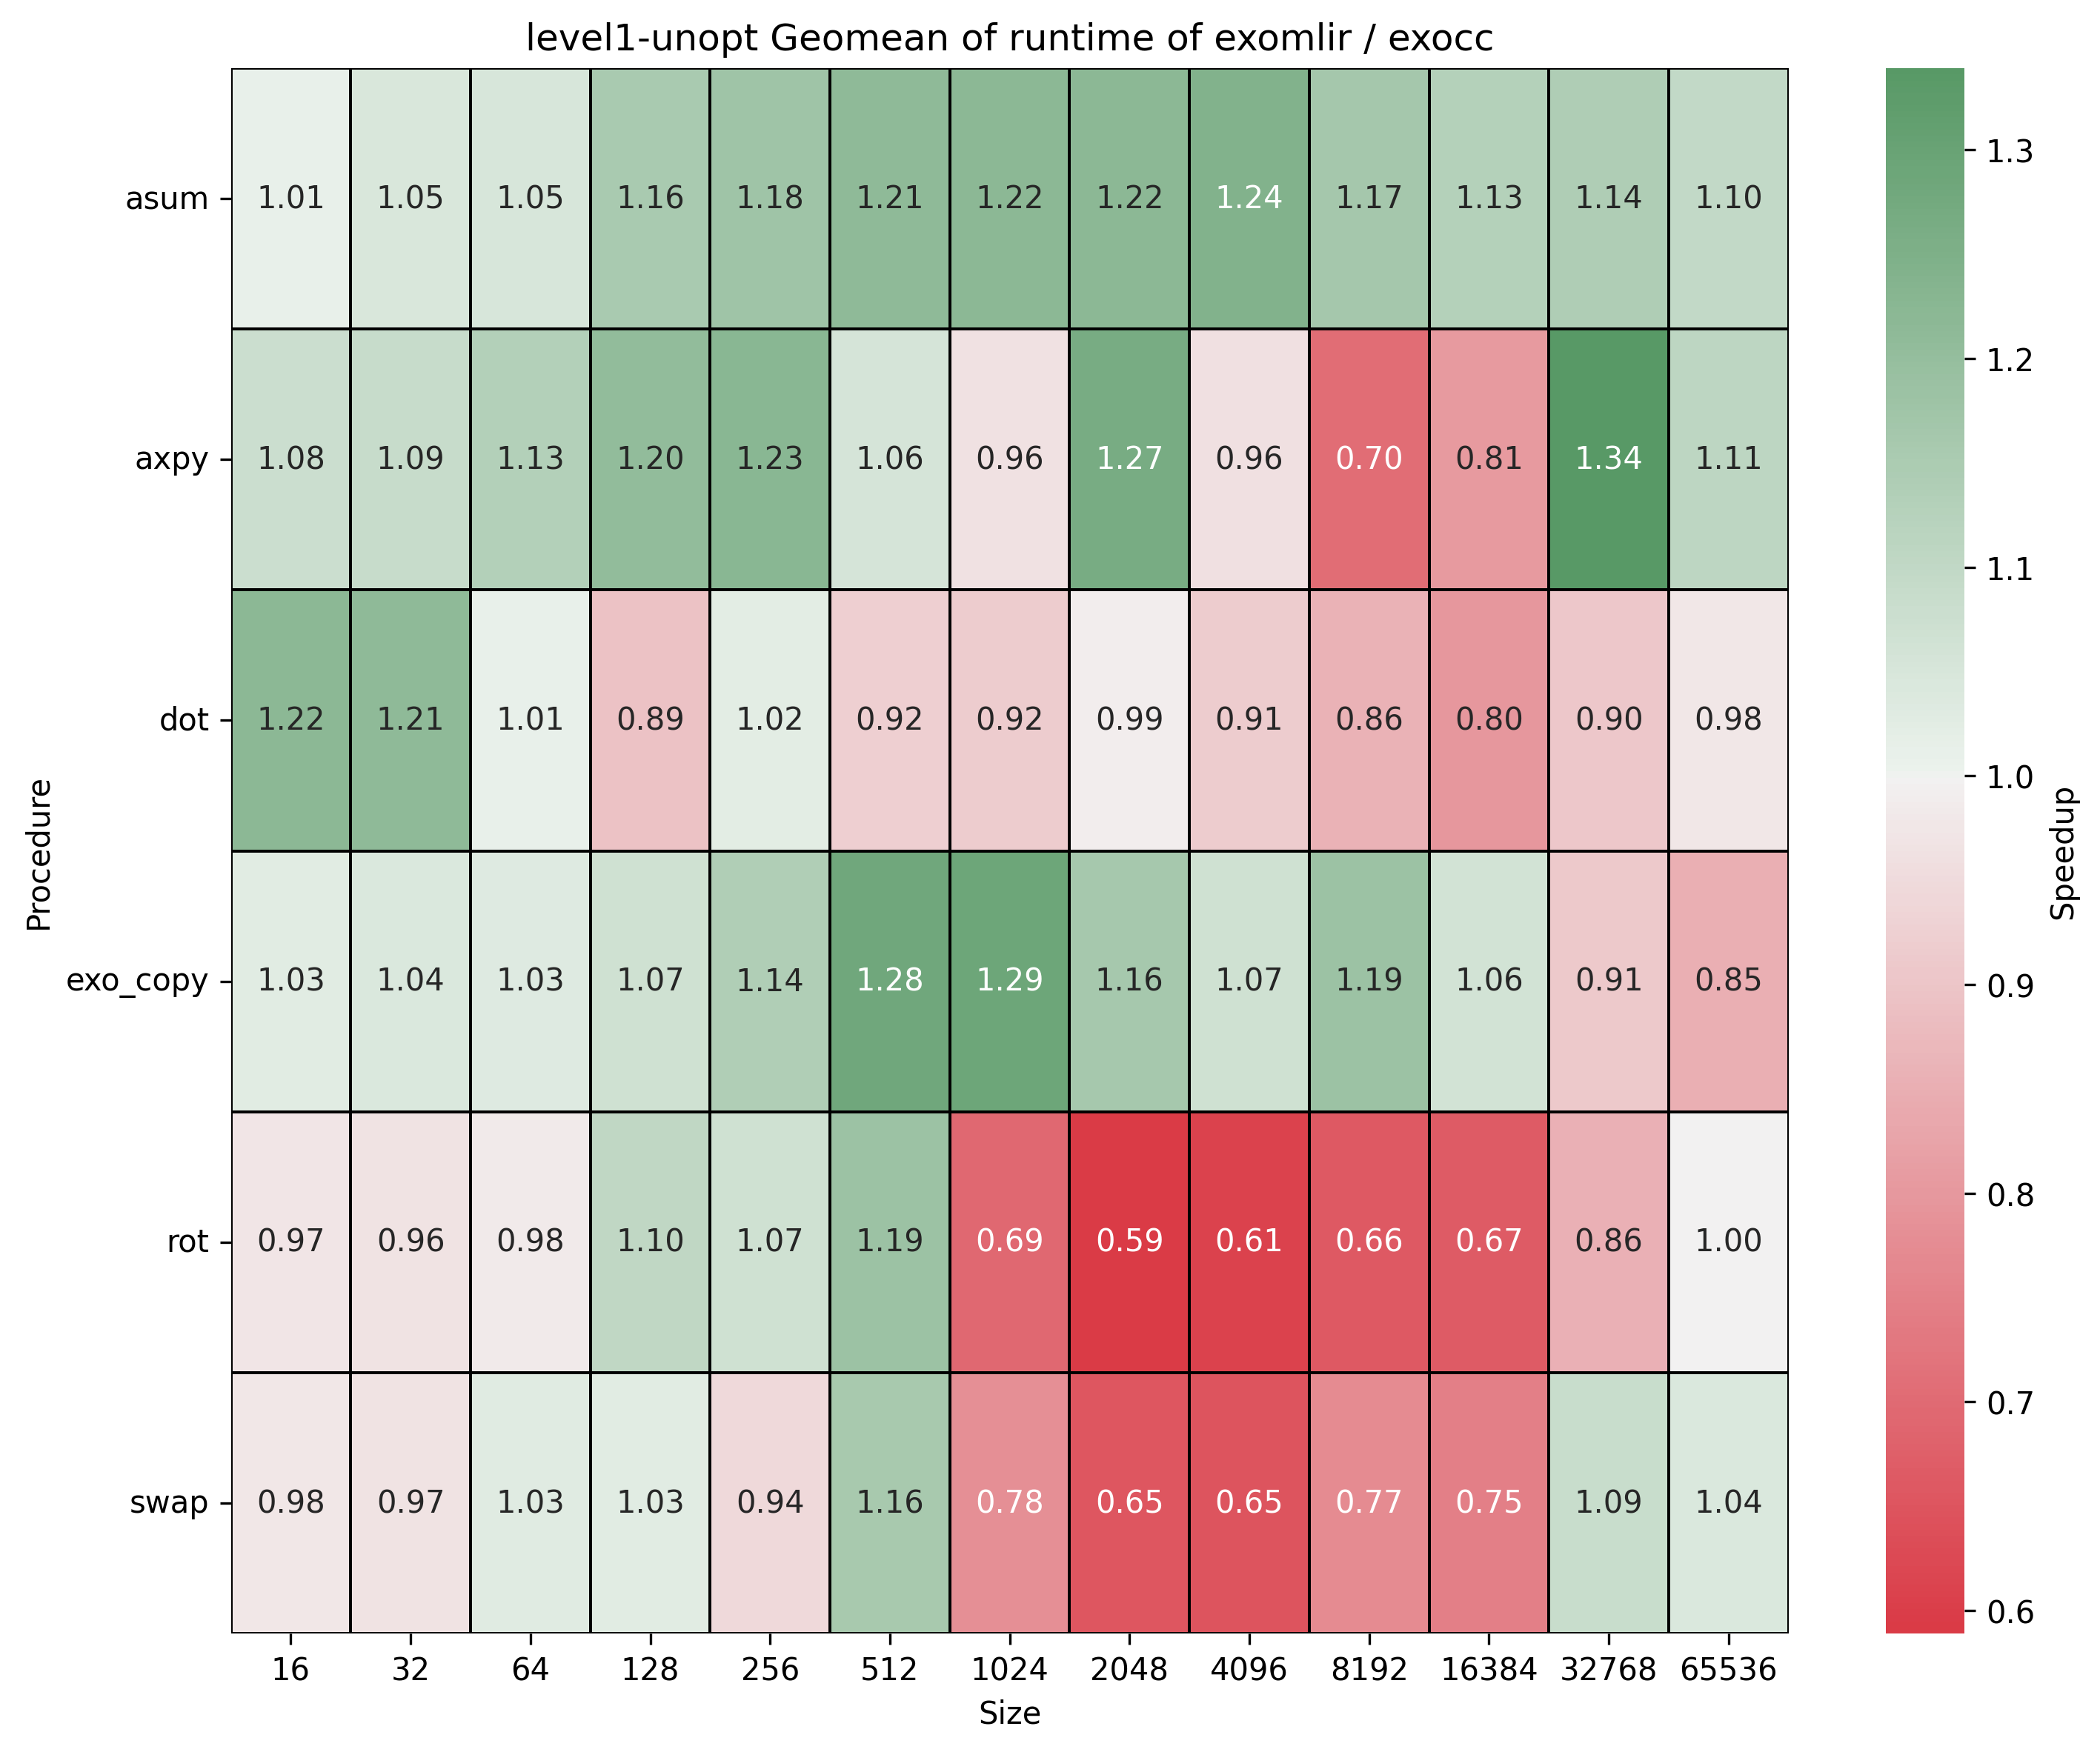 level1-unopt Geomean of runtime of exomlir / exocc
asum 1.01 1.05 1.05 1.16 1.18 1.21 1.22 1.22 1.24 1.17 1.13 1.14 1.10
axpy 1.08 1.09 1.13 1.20 1.23 1.06 0.96 1.27 0.96 0.70 0.81 1.34 1.11
dot 1.22 1.21 1.01 0.89 1.02 0.92 0.92 0.99 0.91 0.86 0.80 0.90 0.98
exo_copy 1.03 1.04 1.03 1.07 1.14 1.28 1.29 1.16 1.07 1.19 1.06 0.91 0.85
rot 0.97 0.96 0.98 1.10 1.07 1.19 0.69 0.59 0.61 0.66 0.67 0.86 1.00
swap 0.98 0.97 1.03 1.03 0.94 1.16 0.78 0.65 0.65 0.77 0.75 1.09 1.04
16 32 64 128 256 512 1024 2048 4096 8192 16384 32768 65536
Size
Procedure
1.3
1.2
1.1
1.0
0.9
0.8
0.7
0.6
Speedup